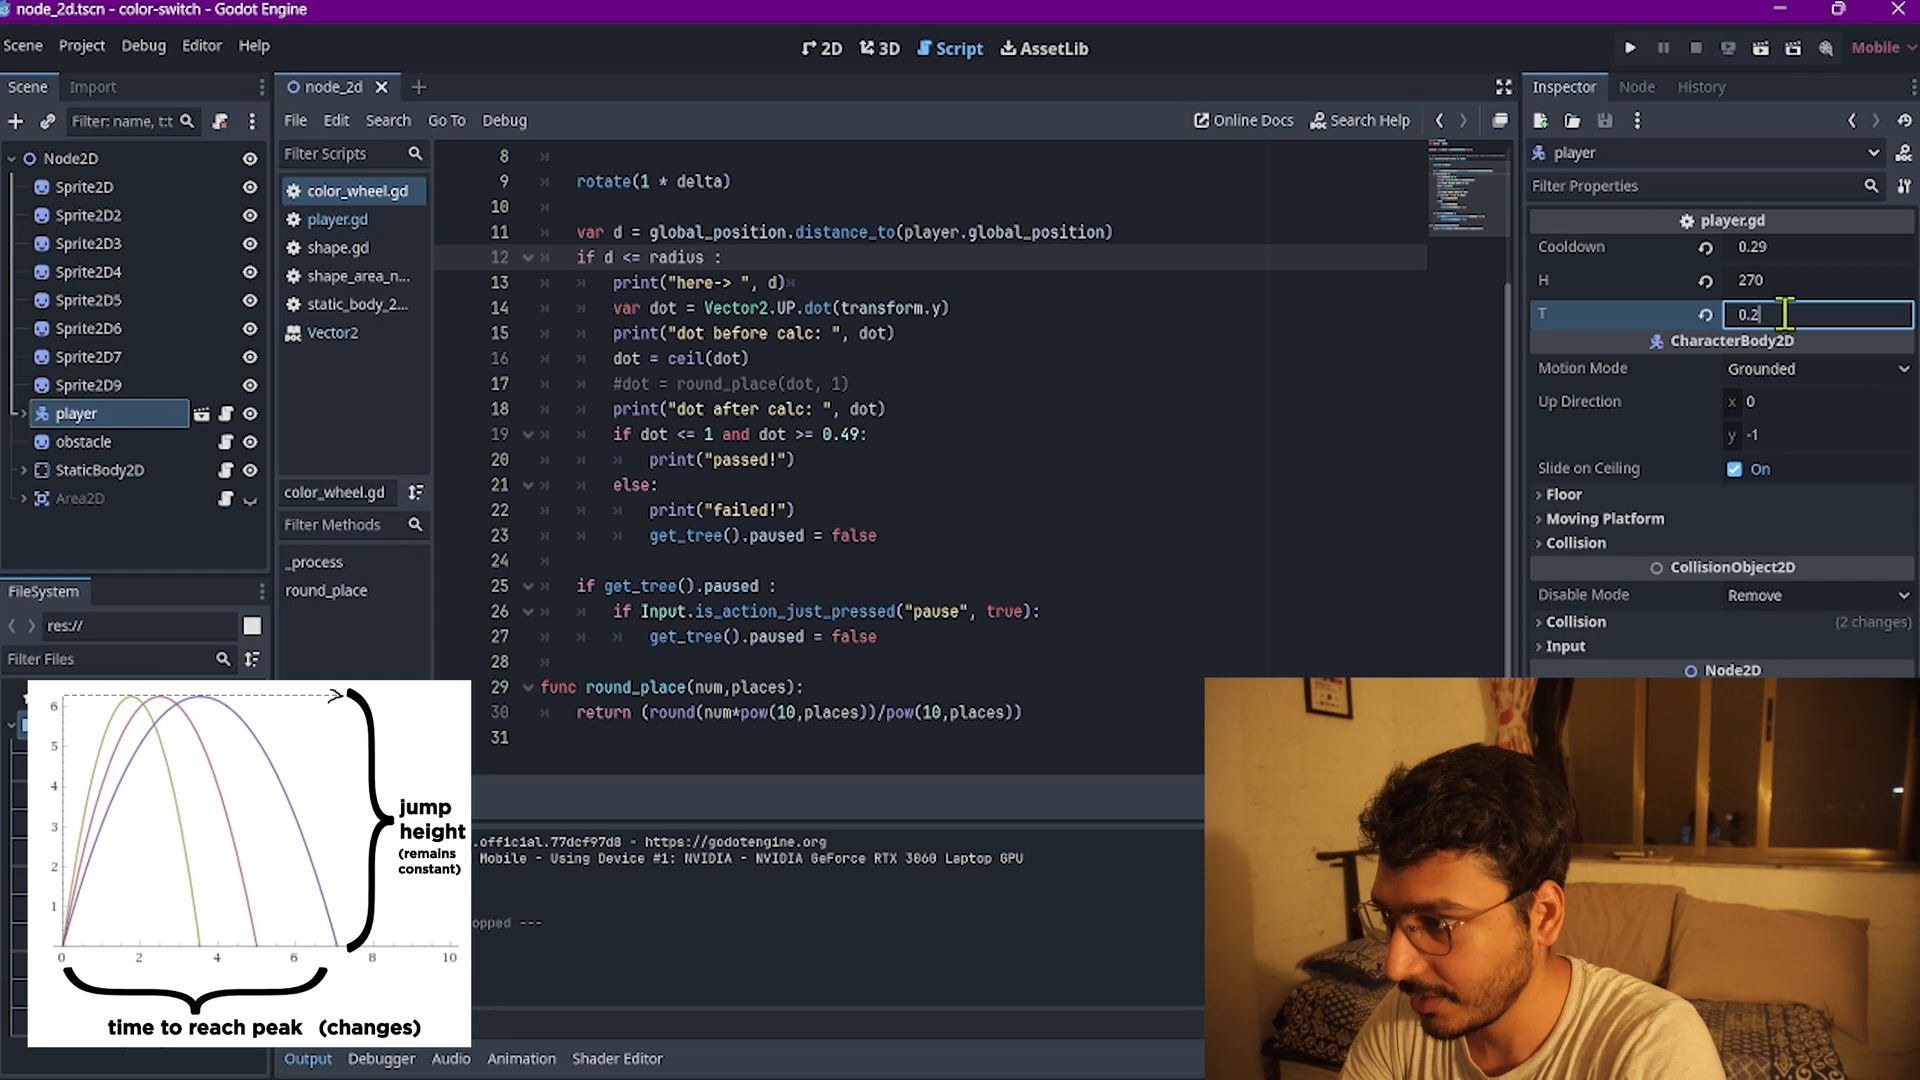 node_2d.tscn - color-switch - Godot Engine
Scene Project Debug Editor Help
2D 3D Script AssetLib
Mobile
Scene Import
node_2d
Inspector Node History
Filter: name, t:t
File Edit Search Go To Debug
Online Docs Search Help
Node2D
Sprite2D
Sprite2D2
Sprite2D3
Sprite2D4
Sprite2D5
Sprite2D6
Sprite2D7
Sprite2D9
player
obstacle
StaticBody2D
Area2D
FileSystem
res://
Filter Files
Filter Scripts
color_wheel.gd
player.gd
shape.gd
shape_area_n...
static_body_2...
Vector2
color_wheel.gd
Filter Methods
_process
round_place
8
9 rotate(1 * delta)
10
11 var d = global_position.distance_to(player.global_position)
12 if d <= radius :
13 print("here-> ", d)
14 var dot = Vector2.UP.dot(transform.y)
15 print("dot before calc: ", dot)
16 dot = ceil(dot)
17 #dot = round_place(dot, 1)
18 print("dot after calc: ", dot)
19 if dot <= 1 and dot >= 0.49:
20 print("passed!")
21 else:
22 print("failed!")
23 get_tree().paused = false
24
25 if get_tree().paused :
26 if Input.is_action_just_pressed("pause", true):
27 get_tree().paused = false
28
29 func round_place(num,places):
30 return (round(num*pow(10,places))/pow(10,places))
31
player
Filter Properties
player.gd
Cooldown 0.29
H 270
T 0.2
CharacterBody2D
Motion Mode Grounded
Up Direction x 0
y -1
Slide on Ceiling On
Floor
Moving Platform
Collision
CollisionObject2D
Disable Mode Remove
Collision (2 changes)
Input
Node2D
.official.77dcf97d8 - https://godotengine.org
Mobile - Using Device #1: NVIDIA - NVIDIA GeForce RTX 3060 Laptop GPU
opped ---
Output Debugger Audio Animation Shader Editor
6
5
4
3
2
1
0 2 4 6 8 10
jump
height
(remains
constant)
time to reach peak (changes)